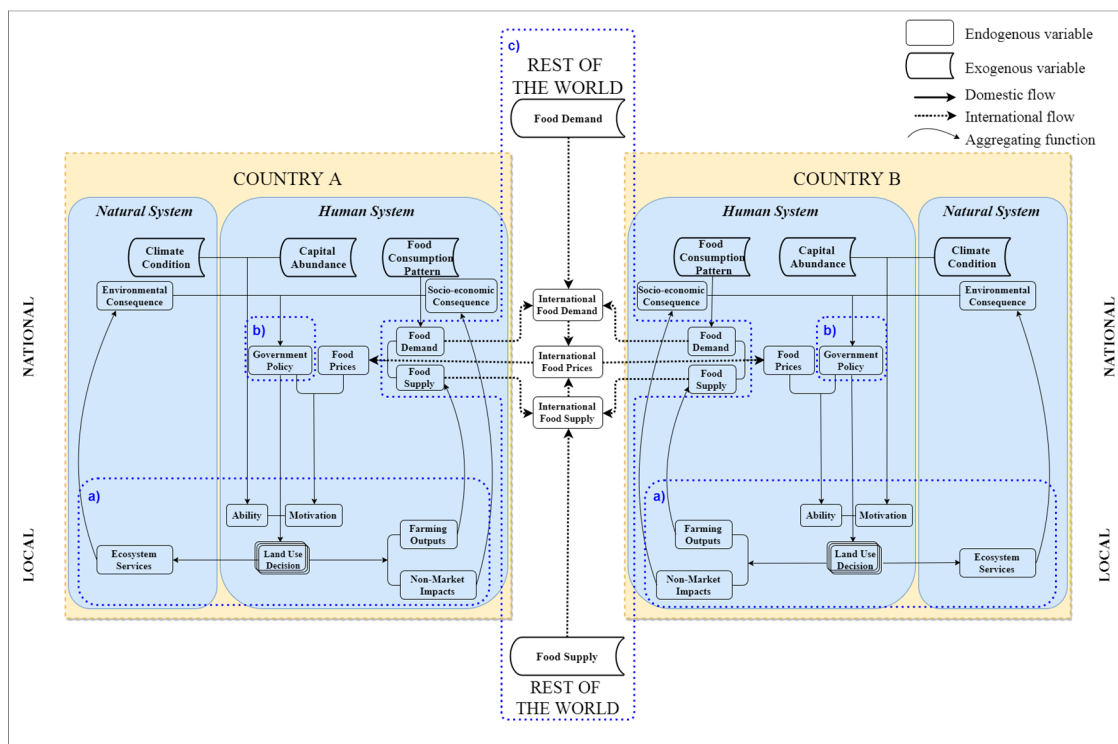 c)
REST OF
THE WORLD
Food Demand
Endogenous variable
Exogenous variable
Domestic flow
International flow
Aggregating function
COUNTRY A
Natural System
Human System
Climate
Condition
Capital
Abundance
Food
Consumption
Pattern
Environmental
Consequence
Socio-economic
Consequence
b)
Government
Policy
Food
Prices
Food
Demand
Food
Supply
NATIONAL
a)
Ability
Motivation
Farming
Outputs
Ecosystem
Services
Land Use
Decision
Non-Market
Impacts
LOCAL
International
Food Demand
International
Food Prices
International
Food Supply
Food Supply
REST OF
THE WORLD
COUNTRY B
Human System
Natural System
Food
Consumption
Pattern
Capital
Abundance
Climate
Condition
Socio-economic
Consequence
Environmental
Consequence
b)
Food
Demand
Food
Supply
Food
Prices
Government
Policy
NATIONAL
a)
Ability
Motivation
Farming
Outputs
Non-Market
Impacts
Land Use
Decision
Ecosystem
Services
LOCAL